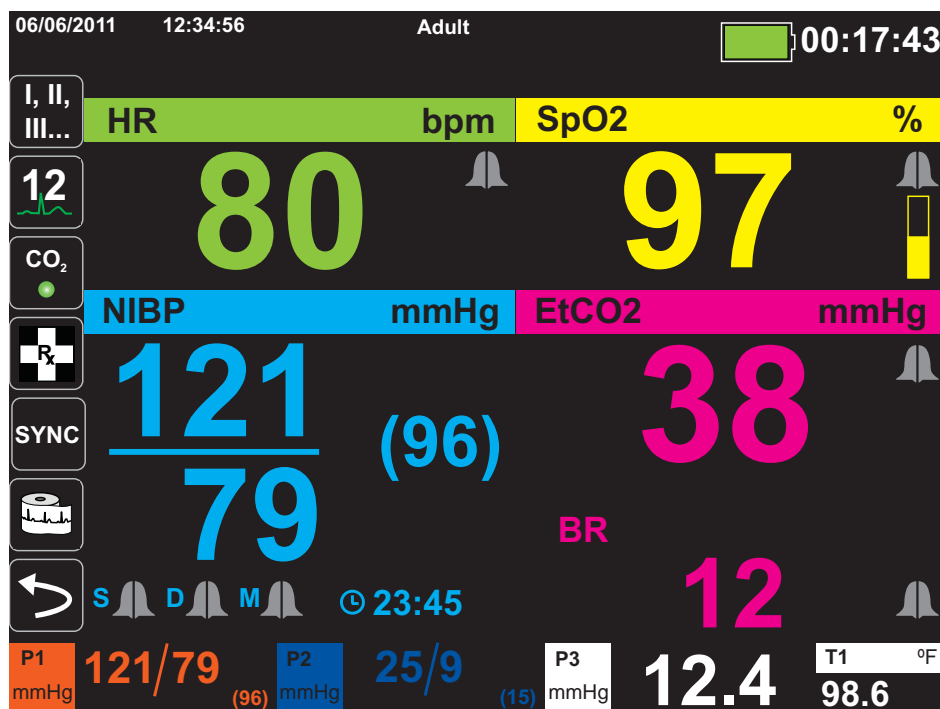 06/06/2011 12:34:56 Adult 00:17:43
I, II,
III...
HR bpm SpO2 %
80 97
12
CO2
NIBP mmHg EtCO2 mmHg
Rx
121 (96) 38
79
SYNC
BR
12
S D M 23:45
P1 mmHg 121/79 (96) P2 mmHg 25/9 (15) P3 mmHg 12.4 T1 ºF
98.6